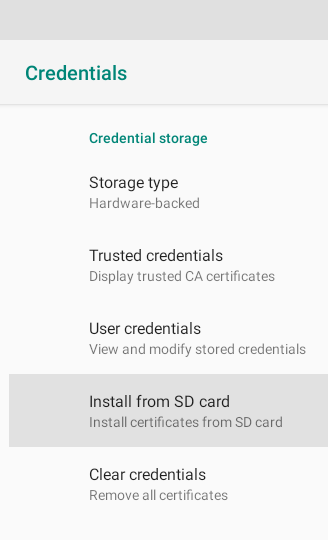 Credentials
Credential storage
Storage type
Hardware-backed
Trusted credentials
Display trusted CA certificates
User credentials
View and modify stored credentials
Install from SD card
Install certificates from SD card
Clear credentials
Remove all certificates